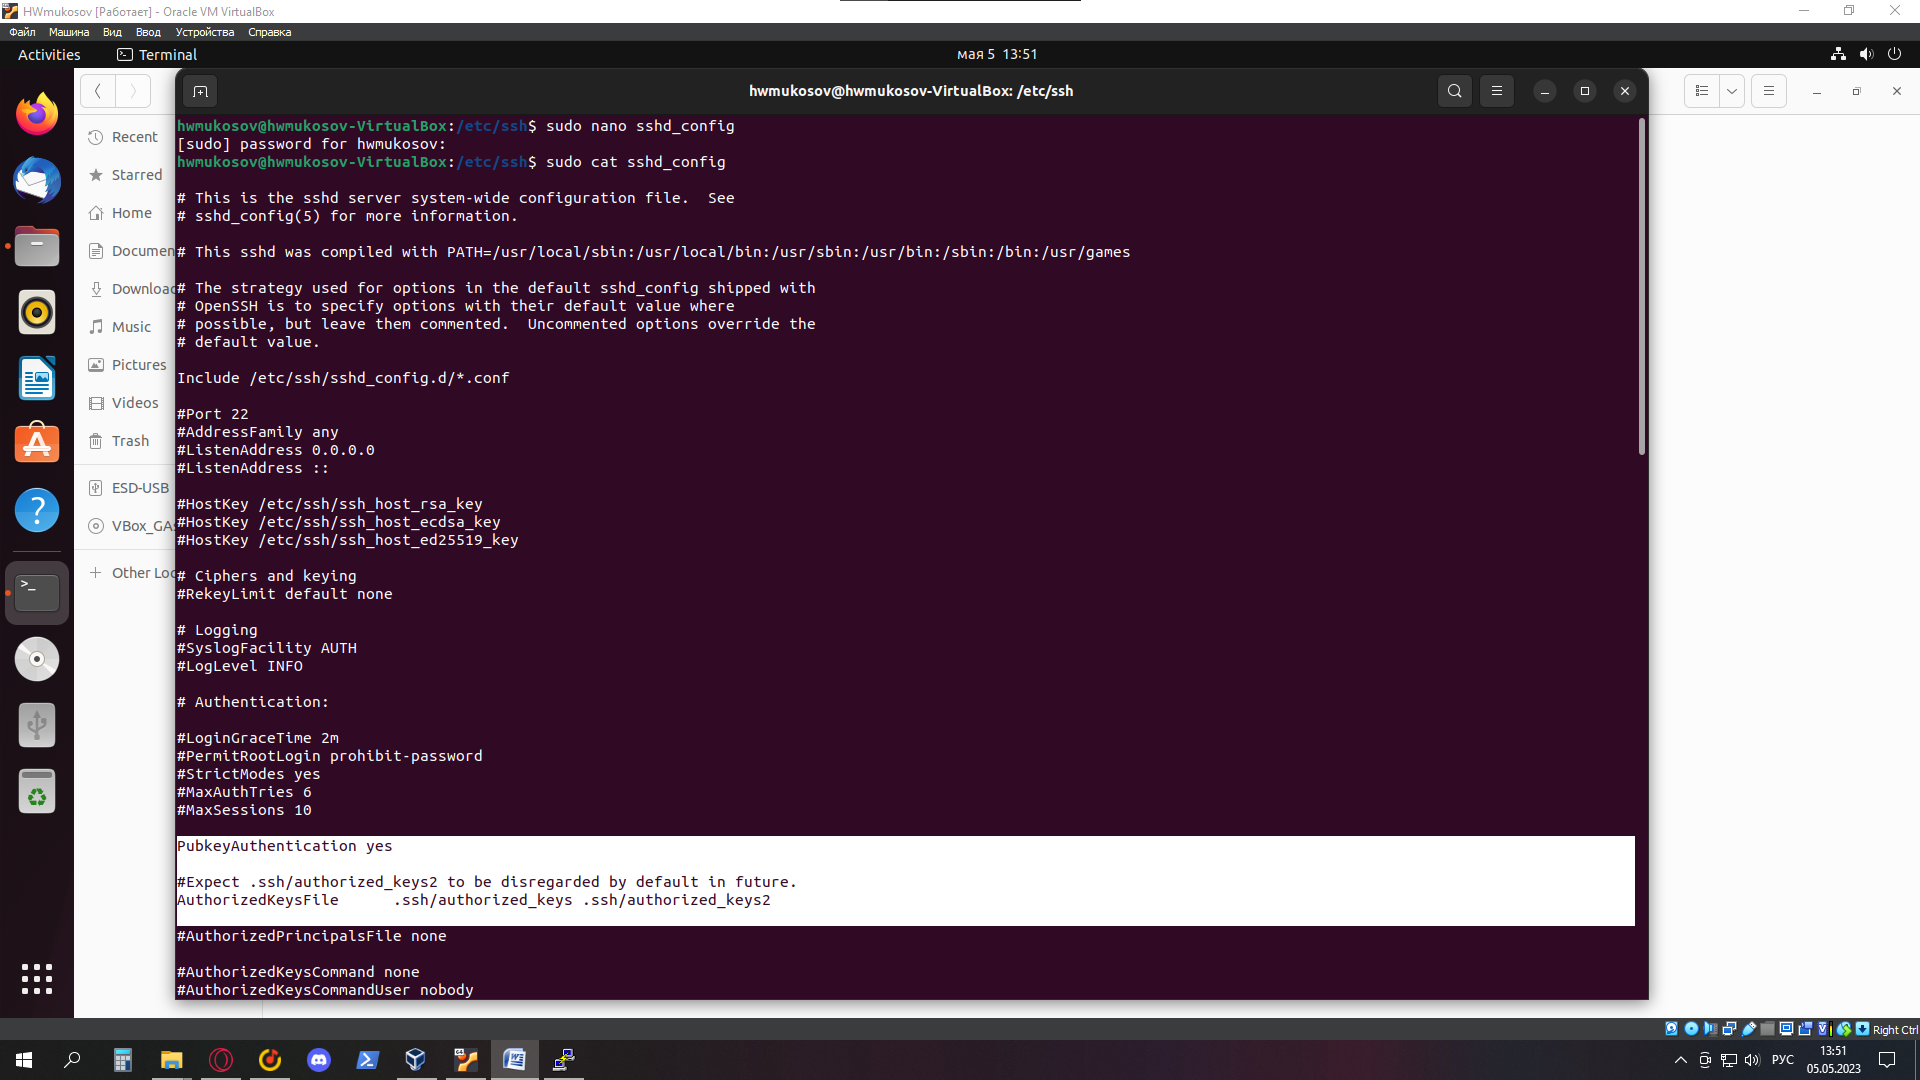 HWmukosov [Работает] - Oracle VM VirtualBox
Файл Машина Вид Ввод Устройства Справка
Activities Terminal мая 5 13:51
hwmukosov@hwmukosov-VirtualBox: /etc/ssh
Recent
Starred
Home
Documen
Downloa
Music
Pictures
Videos
Trash
ESD-USB
VBox_GA
Other Loc
hwmukosov@hwmukosov-VirtualBox:/etc/ssh$ sudo nano sshd_config
[sudo] password for hwmukosov:
hwmukosov@hwmukosov-VirtualBox:/etc/ssh$ sudo cat sshd_config
# This is the sshd server system-wide configuration file.  See
# sshd_config(5) for more information.
# This sshd was compiled with PATH=/usr/local/sbin:/usr/local/bin:/usr/sbin:/usr/bin:/sbin:/bin:/usr/games
# The strategy used for options in the default sshd_config shipped with
# OpenSSH is to specify options with their default value where
# possible, but leave them commented.  Uncommented options override the
# default value.
Include /etc/ssh/sshd_config.d/*.conf
#Port 22
#AddressFamily any
#ListenAddress 0.0.0.0
#ListenAddress ::
#HostKey /etc/ssh/ssh_host_rsa_key
#HostKey /etc/ssh/ssh_host_ecdsa_key
#HostKey /etc/ssh/ssh_host_ed25519_key
# Ciphers and keying
#RekeyLimit default none
# Logging
#SyslogFacility AUTH
#LogLevel INFO
# Authentication:
#LoginGraceTime 2m
#PermitRootLogin prohibit-password
#StrictModes yes
#MaxAuthTries 6
#MaxSessions 10
PubkeyAuthentication yes
#Expect .ssh/authorized_keys2 to be disregarded by default in future.
AuthorizedKeysFile      .ssh/authorized_keys .ssh/authorized_keys2
#AuthorizedPrincipalsFile none
#AuthorizedKeysCommand none
#AuthorizedKeysCommandUser nobody
Right Ctrl
РУС
13:51
05.05.2023